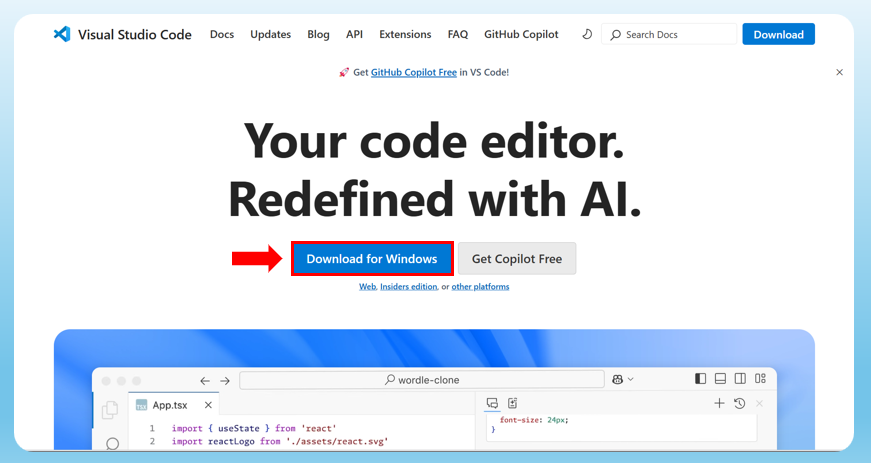 Visual Studio Code Docs Updates Blog API Extensions FAQ GitHub Copilot Search Docs Download
🚀 Get GitHub Copilot Free in VS Code!
Your code editor.
Redefined with AI.
Download for Windows Get Copilot Free
Web, Insiders edition, or other platforms
wordle-clone
App.tsx
font-size: 24px;
1 import { useState } from 'react'
}
2 import reactLogo from './assets/react.svg'